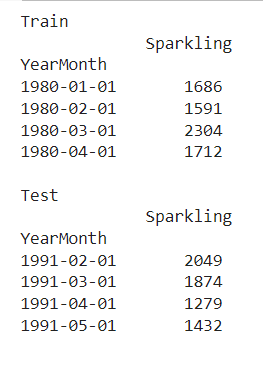 Train
Sparkling
YearMonth
1980-01-01 1686
1980-02-01 1591
1980-03-01 2304
1980-04-01 1712
Test
Sparkling
YearMonth
1991-02-01 2049
1991-03-01 1874
1991-04-01 1279
1991-05-01 1432